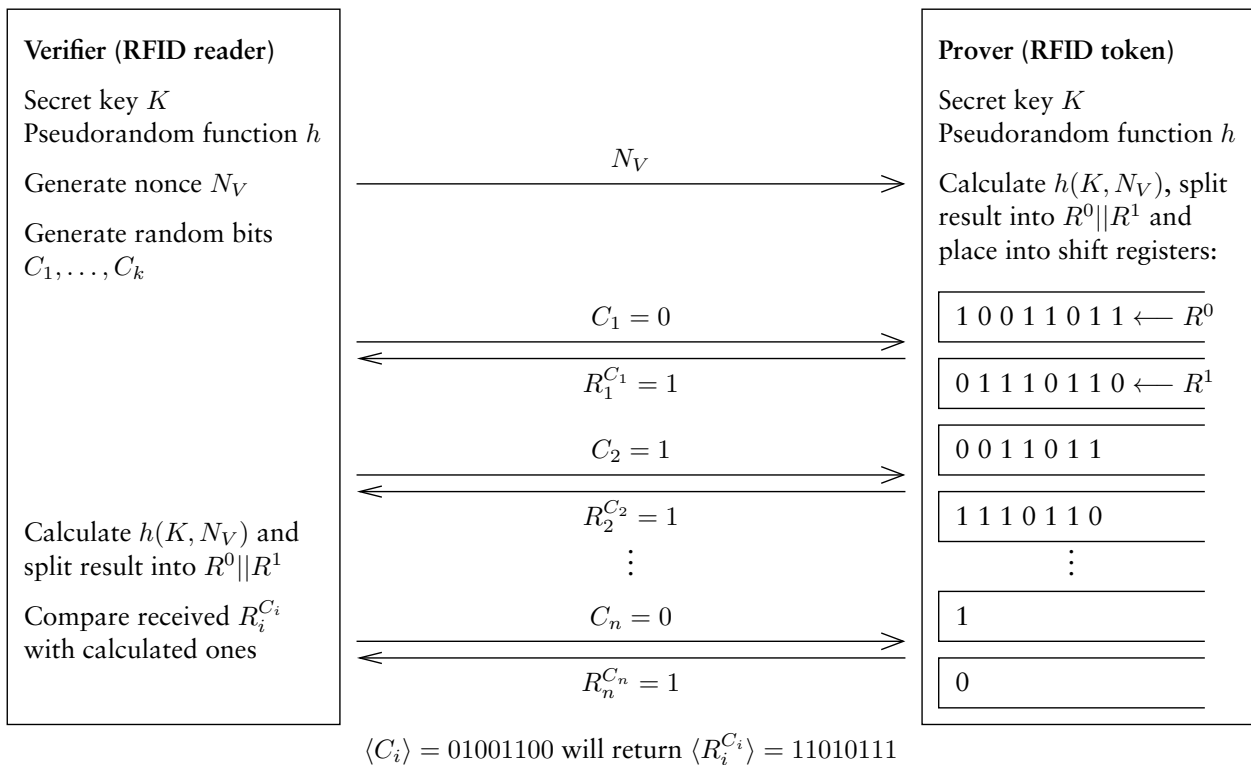 Verifier (RFID reader)
Secret key K
Pseudorandom function h
Generate nonce N_V
Generate random bits
C_1, . . . , C_k
Calculate h(K, N_V) and
split result into R^0||R^1
Compare received R_i^{C_i}
with calculated ones
N_V
C_1 = 0
R_1^{C_1} = 1
C_2 = 1
R_2^{C_2} = 1
⋮
C_n = 0
R_n^{C_n} = 1
Prover (RFID token)
Secret key K
Pseudorandom function h
Calculate h(K, N_V), split
result into R^0||R^1 and
place into shift registers:
1 0 0 1 1 0 1 1 ⟵ R^0
0 1 1 1 0 1 1 0 ⟵ R^1
0 0 1 1 0 1 1
1 1 1 0 1 1 0
⋮
1
0
⟨C_i⟩ = 01001100 will return ⟨R_i^{C_i}⟩ = 11010111